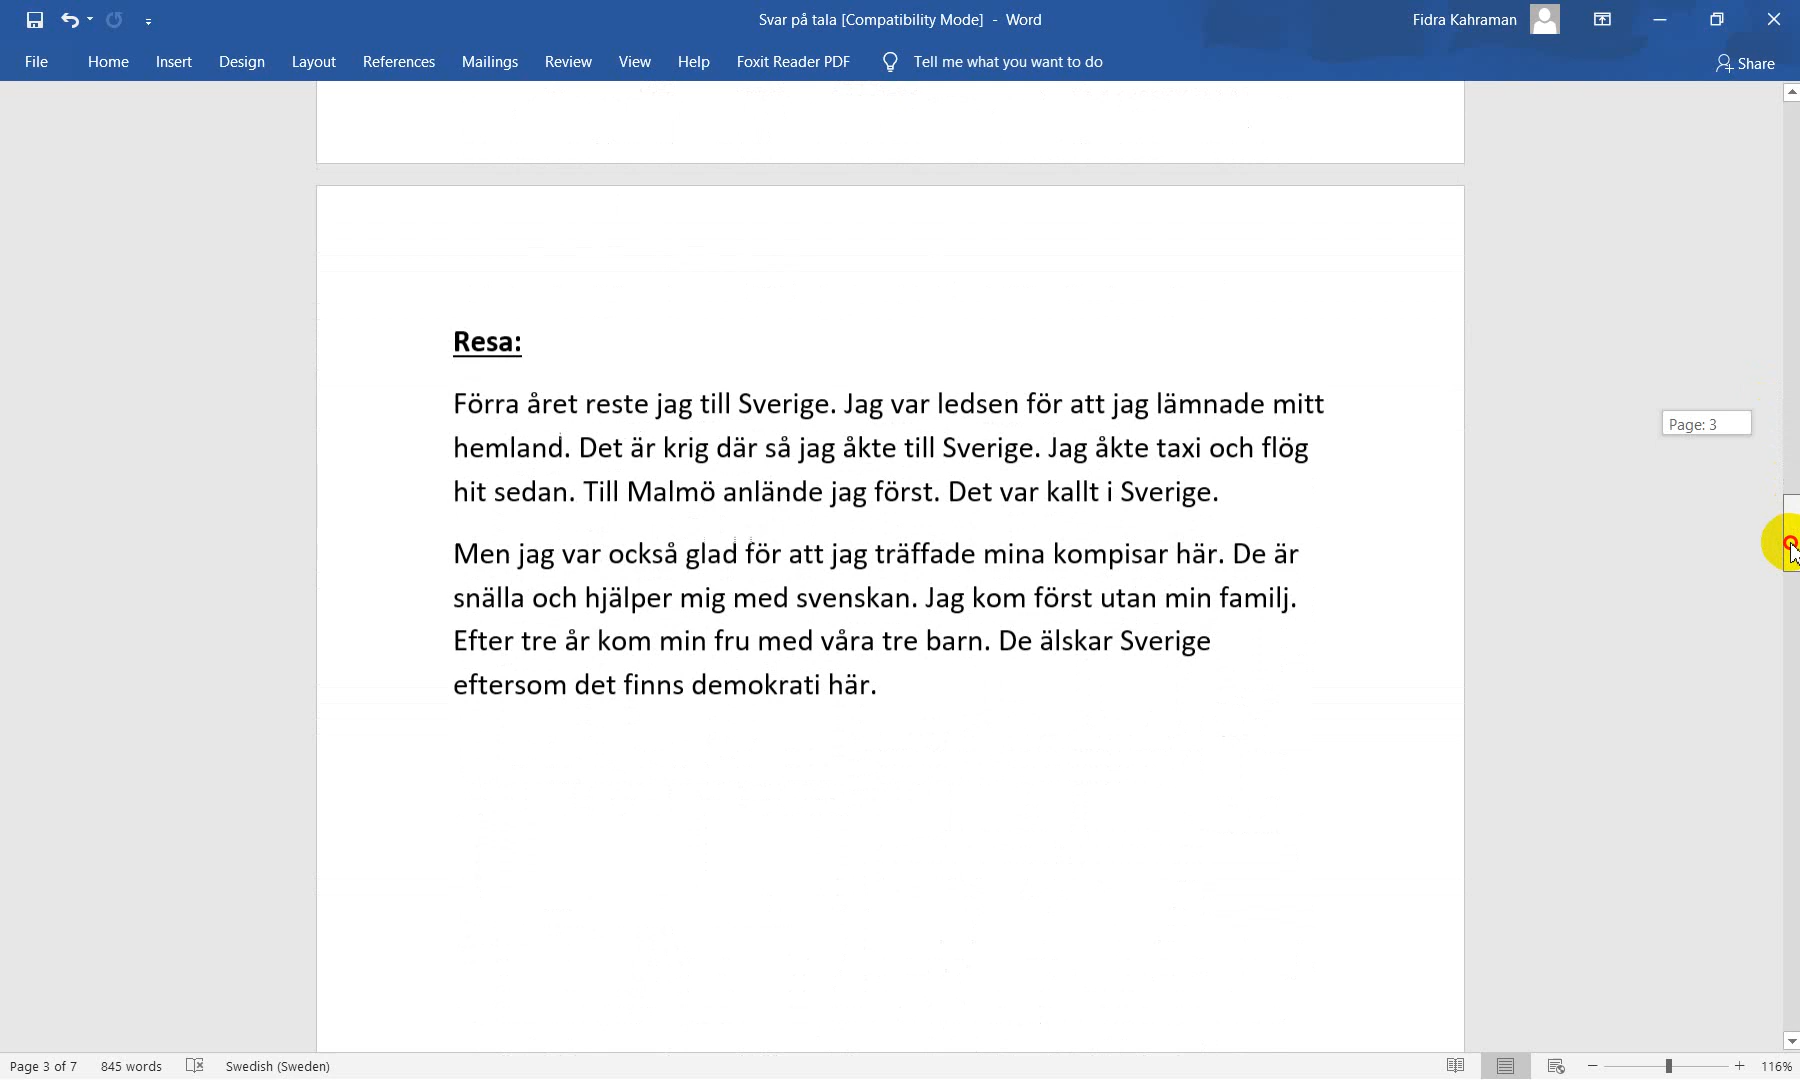 Svar på tala [Compatibility Mode] - Word
Fidra Kahraman
File Home Insert Design Layout References Mailings Review View Help Foxit Reader PDF Tell me what you want to do Share
Resa:
Förra året reste jag till Sverige. Jag var ledsen för att jag lämnade mitt
hemland. Det är krig där så jag åkte till Sverige. Jag åkte taxi och flög
hit sedan. Till Malmö anlände jag först. Det var kallt i Sverige.
Men jag var också glad för att jag träffade mina kompisar här. De är
snälla och hjälper mig med svenskan. Jag kom först utan min familj.
Efter tre år kom min fru med våra tre barn. De älskar Sverige
eftersom det finns demokrati här.
Page: 3
Page 3 of 7 845 words Swedish (Sweden) 116%